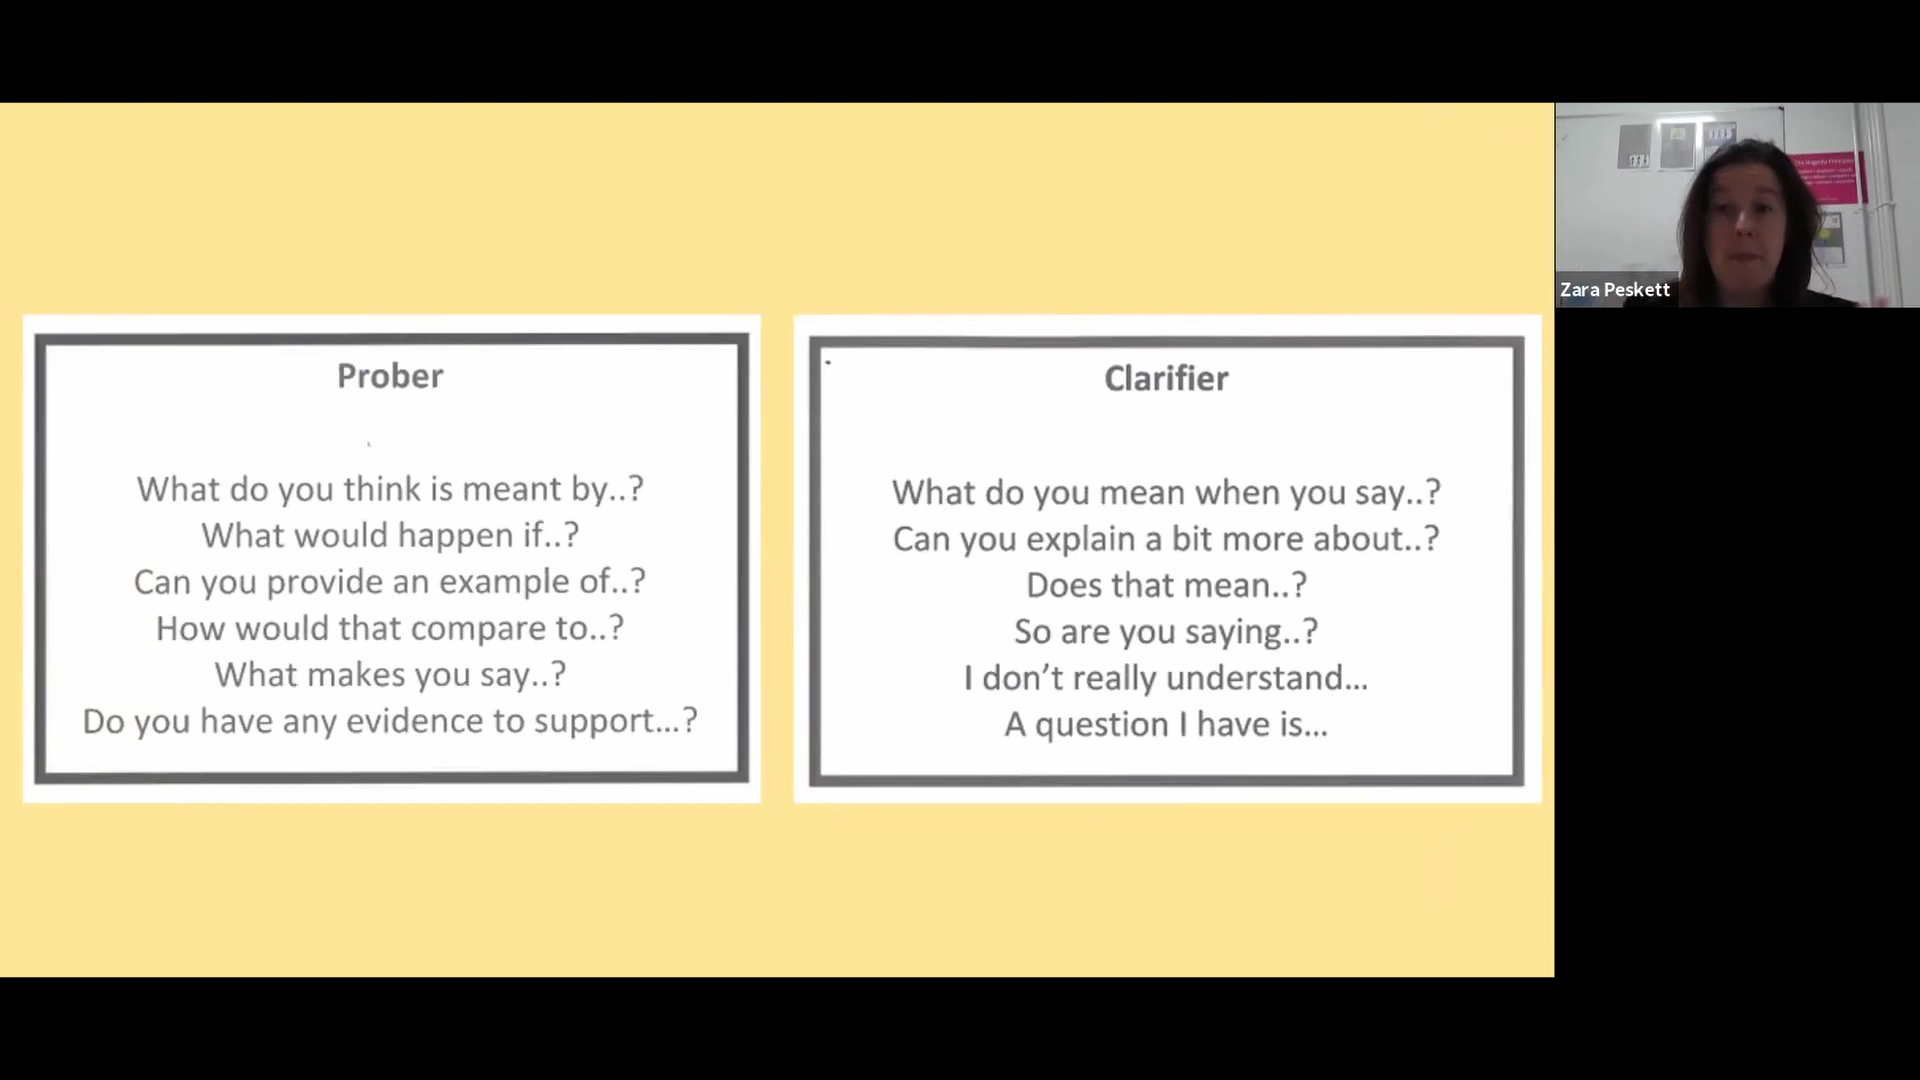 Prober
What do you think is meant by..?
What would happen if..?
Can you provide an example of..?
How would that compare to..?
What makes you say..?
Do you have any evidence to support...?
Clarifier
What do you mean when you say..?
Can you explain a bit more about..?
Does that mean..?
So are you saying..?
I don’t really understand...
A question I have is...
Zara Peskett